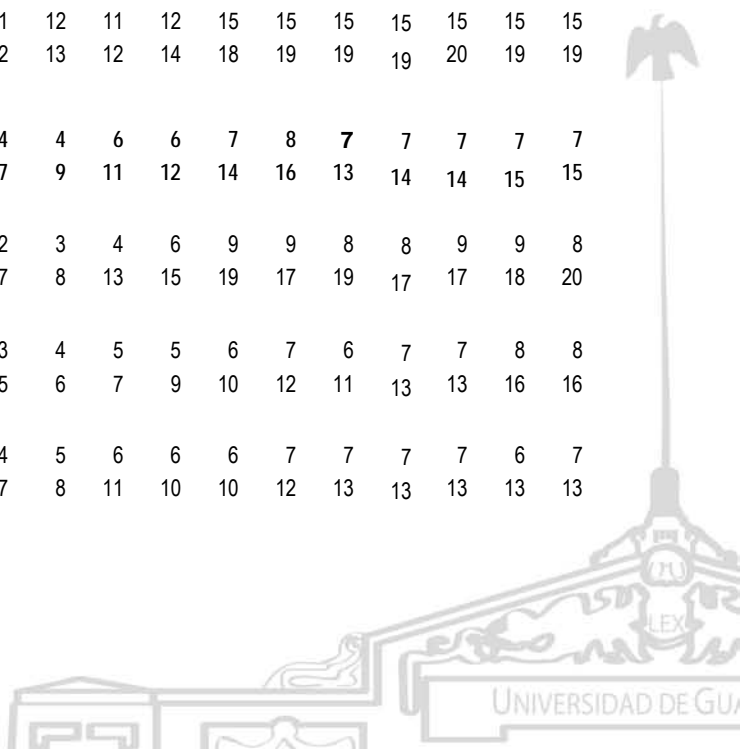 1 12 11 12 15 15 15 15 15 15 15
2 13 12 14 18 19 19 19 20 19 19
4 4 6 6 7 8 7 7 7 7 7
7 9 11 12 14 16 13 14 14 15 15
2 3 4 6 9 9 8 8 9 9 8
7 8 13 15 19 17 19 17 17 18 20
3 4 5 5 6 7 6 7 7 8 8
5 6 7 9 10 12 11 13 13 16 16
4 5 6 6 6 7 7 7 7 6 7
7 8 11 10 10 12 13 13 13 13 13
LEX
UNIVERSIDAD DE GUA